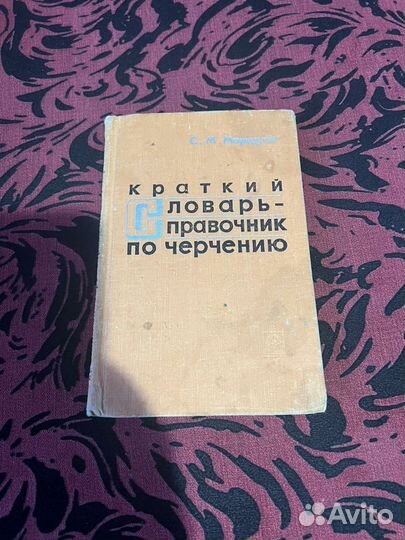 С. М.
Краткий
Словарь-
Справочник
по черчению
Avito